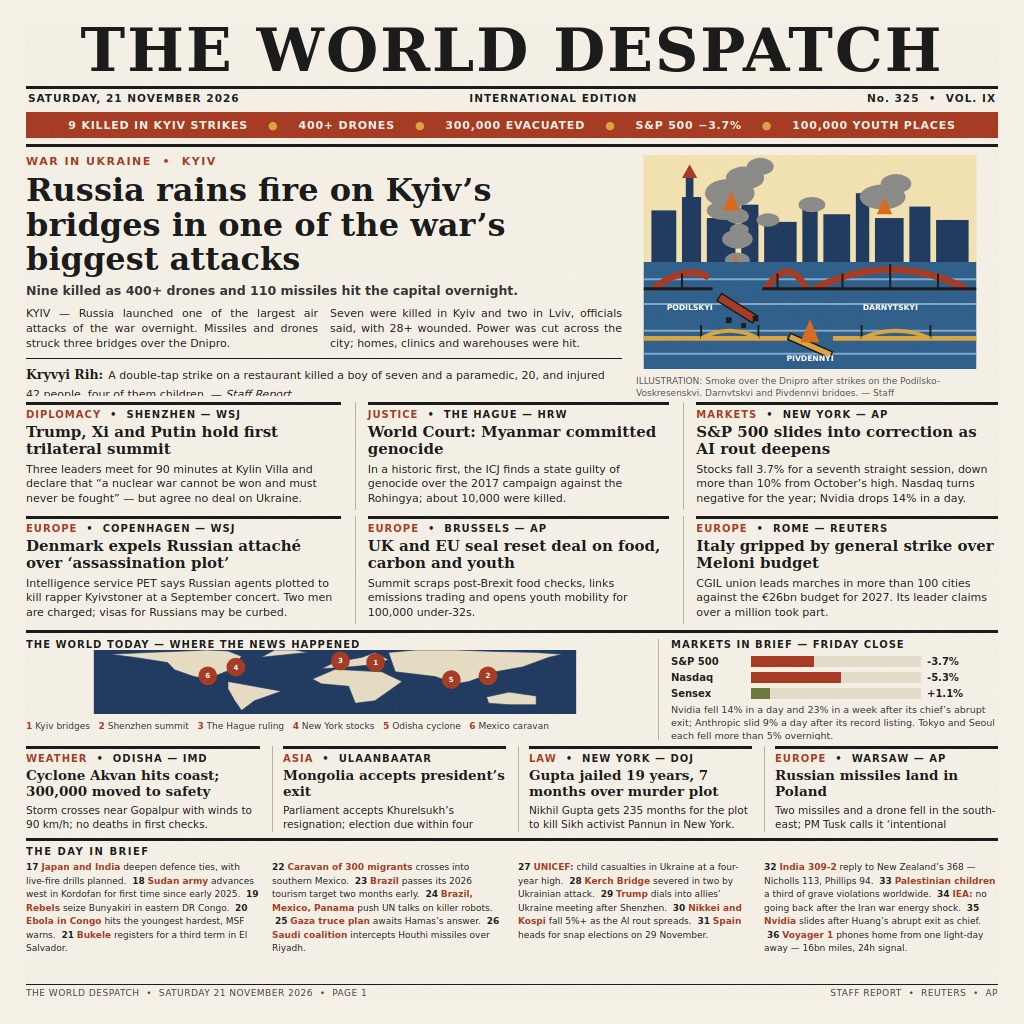 THE WORLD DESPATCH
SATURDAY, 21 NOVEMBER 2026
INTERNATIONAL EDITION
No. 325 • VOL. IX
9 KILLED IN KYIV STRIKES ● 400+ DRONES ● 300,000 EVACUATED ● S&P 500 −3.7% ● 100,000 YOUTH PLACES
WAR IN UKRAINE • KYIV
Russia rains fire on Kyiv’s
bridges in one of the war’s
biggest attacks
Nine killed as 400+ drones and 110 missiles hit the capital overnight.
KYIV — Russia launched one of the largest air
attacks of the war overnight. Missiles and drones
struck three bridges over the Dnipro.
Seven were killed in Kyiv and two in Lviv, officials
said, with 28+ wounded. Power was cut across the
city; homes, clinics and warehouses were hit.
Kryvyi Rih: A double-tap strike on a restaurant killed a boy of seven and a paramedic, 20, and injured
42 people, four of them children. — Staff Report
PODILSKYI
DARNYTSKYI
PIVDENNYI
ILLUSTRATION: Smoke over the Dnipro after strikes on the Podilsko-
Voskresenskyi, Darnytskyi and Pivdennyi bridges. — Staff
DIPLOMACY • SHENZHEN — WSJ
Trump, Xi and Putin hold first
trilateral summit
Three leaders meet for 90 minutes at Kylin Villa and
declare that “a nuclear war cannot be won and must
never be fought” — but agree no deal on Ukraine.
JUSTICE • THE HAGUE — HRW
World Court: Myanmar committed
genocide
In a historic first, the ICJ finds a state guilty of
genocide over the 2017 campaign against the
Rohingya; about 10,000 were killed.
MARKETS • NEW YORK — AP
S&P 500 slides into correction as
AI rout deepens
Stocks fall 3.7% for a seventh straight session, down
more than 10% from October’s high. Nasdaq turns
negative for the year; Nvidia drops 14% in a day.
EUROPE • COPENHAGEN — WSJ
Denmark expels Russian attaché
over ‘assassination plot’
Intelligence service PET says Russian agents plotted to
kill rapper Kyivstoner at a September concert. Two men
are charged; visas for Russians may be curbed.
EUROPE • BRUSSELS — AP
UK and EU seal reset deal on food,
carbon and youth
Summit scraps post-Brexit food checks, links
emissions trading and opens youth mobility for
100,000 under-32s.
EUROPE • ROME — REUTERS
Italy gripped by general strike over
Meloni budget
CGIL union leads marches in more than 100 cities
against the €26bn budget for 2027. Its leader claims
over a million took part.
THE WORLD TODAY — WHERE THE NEWS HAPPENED
6
4
3
1
5
2
1 Kyiv bridges 2 Shenzhen summit 3 The Hague ruling 4 New York stocks 5 Odisha cyclone 6 Mexico caravan
MARKETS IN BRIEF — FRIDAY CLOSE
S&P 500 -3.7%
Nasdaq -5.3%
Sensex +1.1%
Nvidia fell 14% in a day and 23% in a week after its chief’s abrupt
exit; Anthropic slid 9% a day after its record listing. Tokyo and Seoul
each fell more than 5% overnight.
WEATHER • ODISHA — IMD
Cyclone Akvan hits coast;
300,000 moved to safety
Storm crosses near Gopalpur with winds to
90 km/h; no deaths in first checks.
ASIA • ULAANBAATAR
Mongolia accepts president’s
exit
Parliament accepts Khurelsukh’s
resignation; election due within four
LAW • NEW YORK — DOJ
Gupta jailed 19 years, 7
months over murder plot
Nikhil Gupta gets 235 months for the plot
to kill Sikh activist Pannun in New York.
EUROPE • WARSAW — AP
Russian missiles land in
Poland
Two missiles and a drone fell in the south-
east; PM Tusk calls it ‘intentional
THE DAY IN BRIEF
17 Japan and India deepen defence ties, with
live-fire drills planned. 18 Sudan army advances
west in Kordofan for first time since early 2025. 19
Rebels seize Bunyakiri in eastern DR Congo. 20
Ebola in Congo hits the youngest hardest, MSF
warns. 21 Bukele registers for a third term in El
Salvador.
22 Caravan of 300 migrants crosses into
southern Mexico. 23 Brazil passes its 2026
tourism target two months early. 24 Brazil,
Mexico, Panama push UN talks on killer robots.
25 Gaza truce plan awaits Hamas’s answer. 26
Saudi coalition intercepts Houthi missiles over
Riyadh.
27 UNICEF: child casualties in Ukraine at a four-
year high. 28 Kerch Bridge severed in two by
Ukrainian attack. 29 Trump dials into allies’
Ukraine meeting after Shenzhen. 30 Nikkei and
Kospi fall 5%+ as the AI rout spreads. 31 Spain
heads for snap elections on 29 November.
32 India 309-2 reply to New Zealand’s 368 —
Nicholls 113, Phillips 94. 33 Palestinian children
a third of grave violations worldwide. 34 IEA: no
going back after the Iran war energy shock. 35
Nvidia slides after Huang’s abrupt exit as chief.
36 Voyager 1 phones home from one light-day
away — 16bn miles, 24h signal.
THE WORLD DESPATCH • SATURDAY 21 NOVEMBER 2026 • PAGE 1
STAFF REPORT • REUTERS • AP